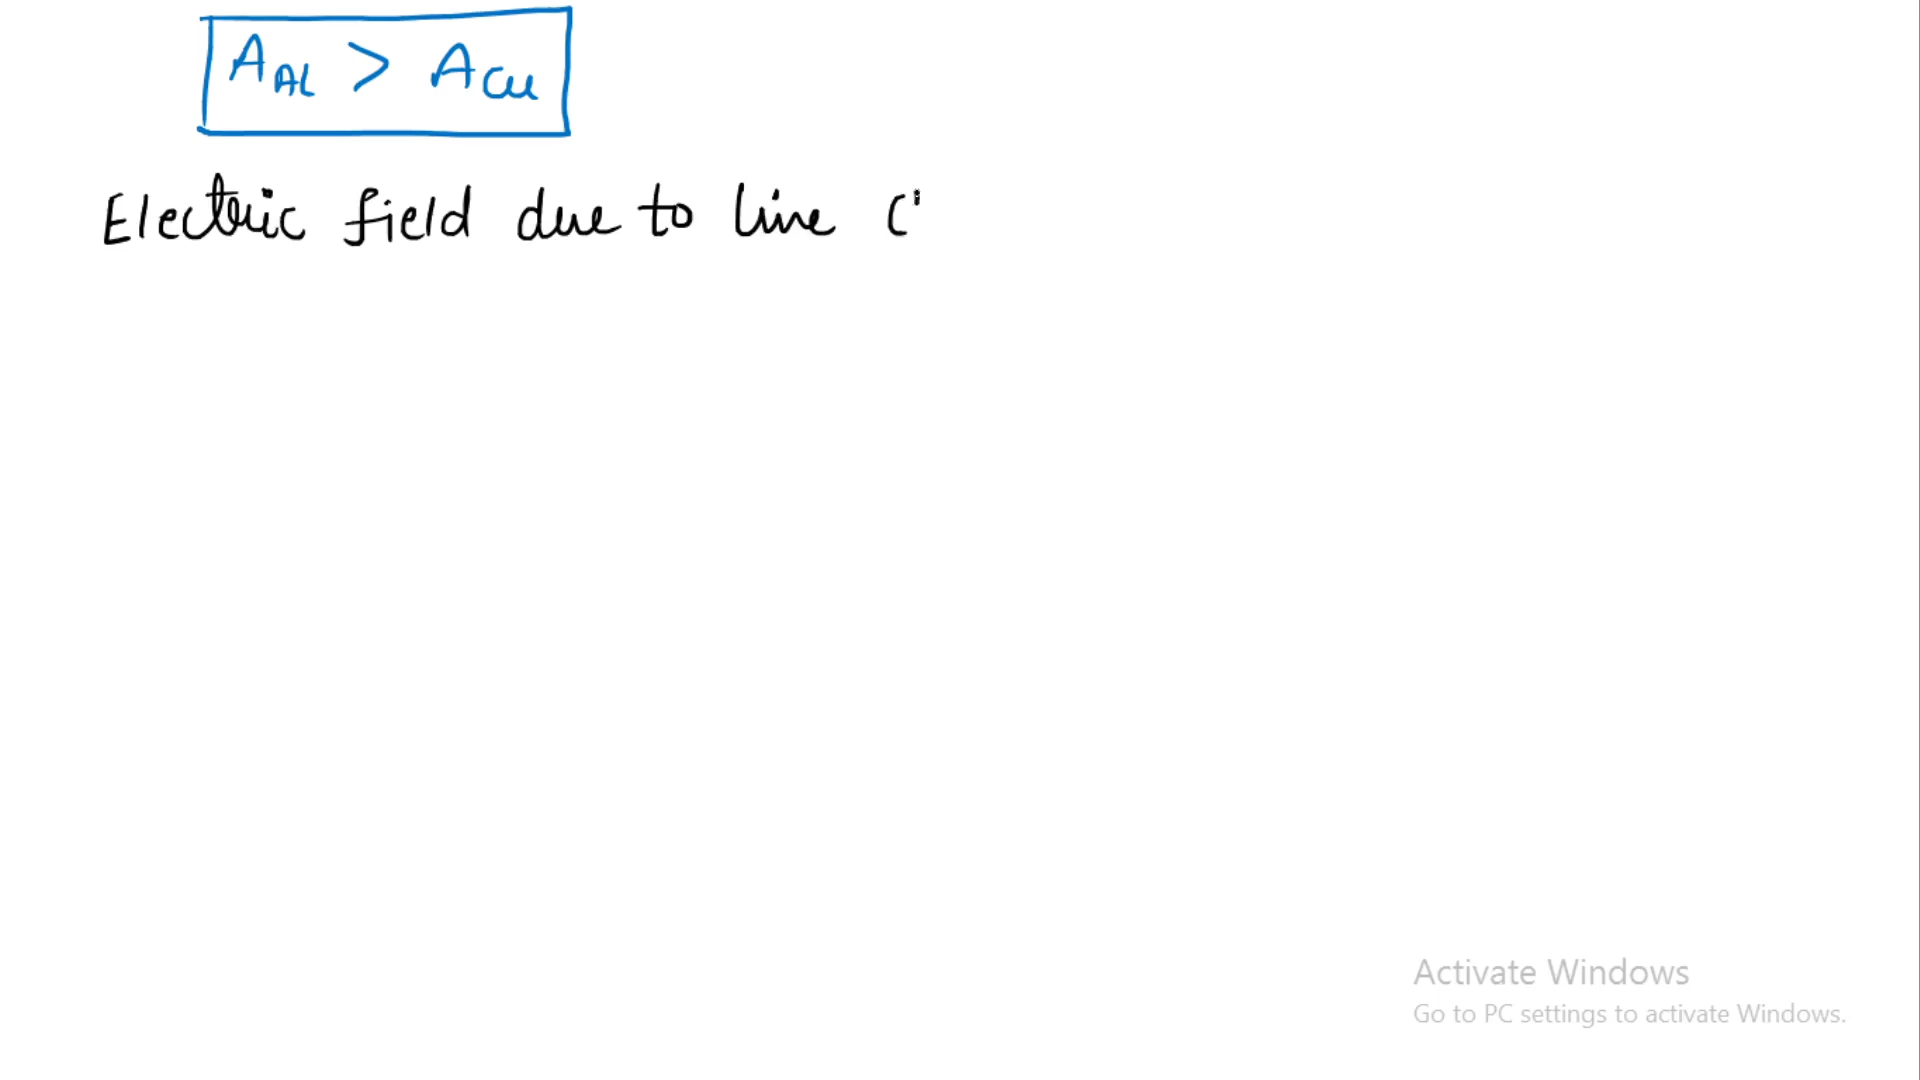 A_Al > A_Cu
Electric field due to line C
Activate Windows
Go to PC settings to activate Windows.